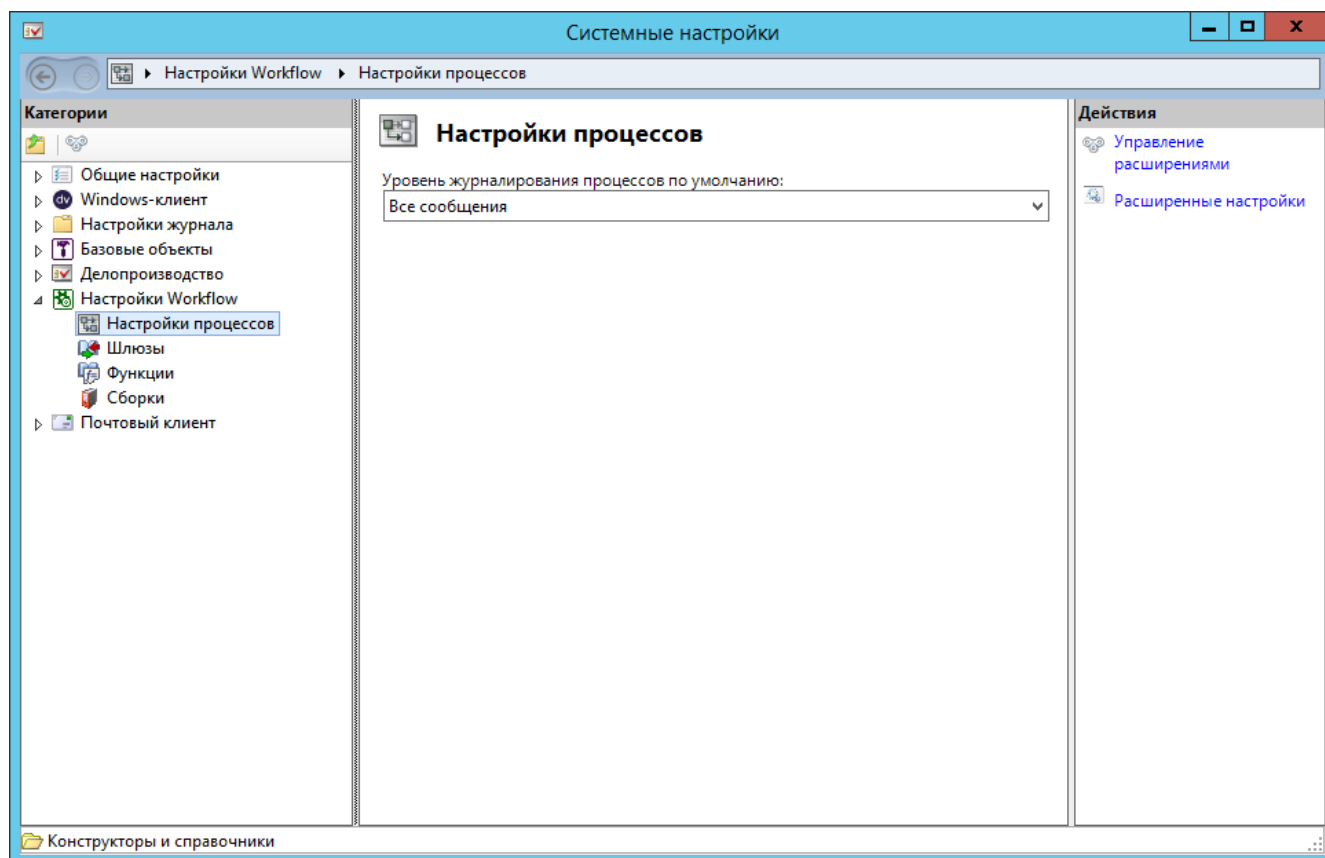 Системные настройки
Настройки Workflow
Настройки процессов
Категории
Общие настройки
dv Windows-клиент
Настройки журнала
Базовые объекты
Делопроизводство
Настройки Workflow
Настройки процессов
Шлюзы
Функции
Сборки
Почтовый клиент
Настройки процессов
Уровень журналирования процессов по умолчанию:
Все сообщения
Действия
Управление
расширениями
Расширенные настройки
Конструкторы и справочники